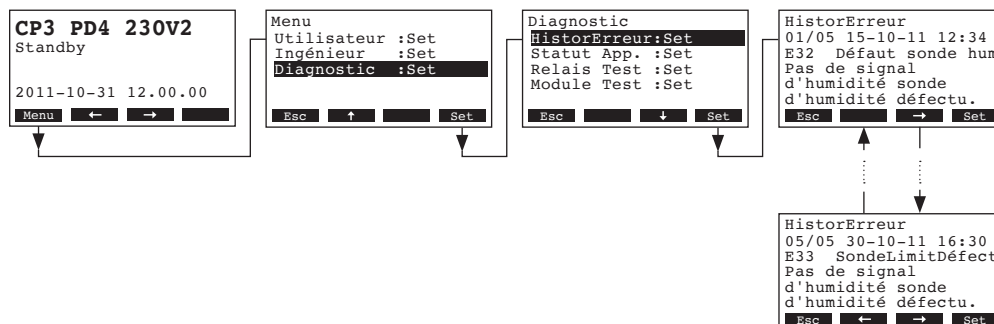 CP3 PD4 230V2
Standby
2011-10-31 12.00.00
Menu ← →
Menu
Utilisateur :Set
Ingénieur :Set
Diagnostic :Set
Esc ↑ Set
Diagnostic
HistorErreur:Set
Statut App. :Set
Relais Test :Set
Module Test :Set
Esc ↓ Set
HistorErreur
01/05 15-10-11 12:34
E32 Défaut sonde hum
Pas de signal
d'humidité sonde
d'humidité défectu.
Esc → Set
HistorErreur
05/05 30-10-11 16:30
E33 SondeLimitDéfect
Pas de signal
d'humidité sonde
d'humidité défectu.
Esc ← → Set